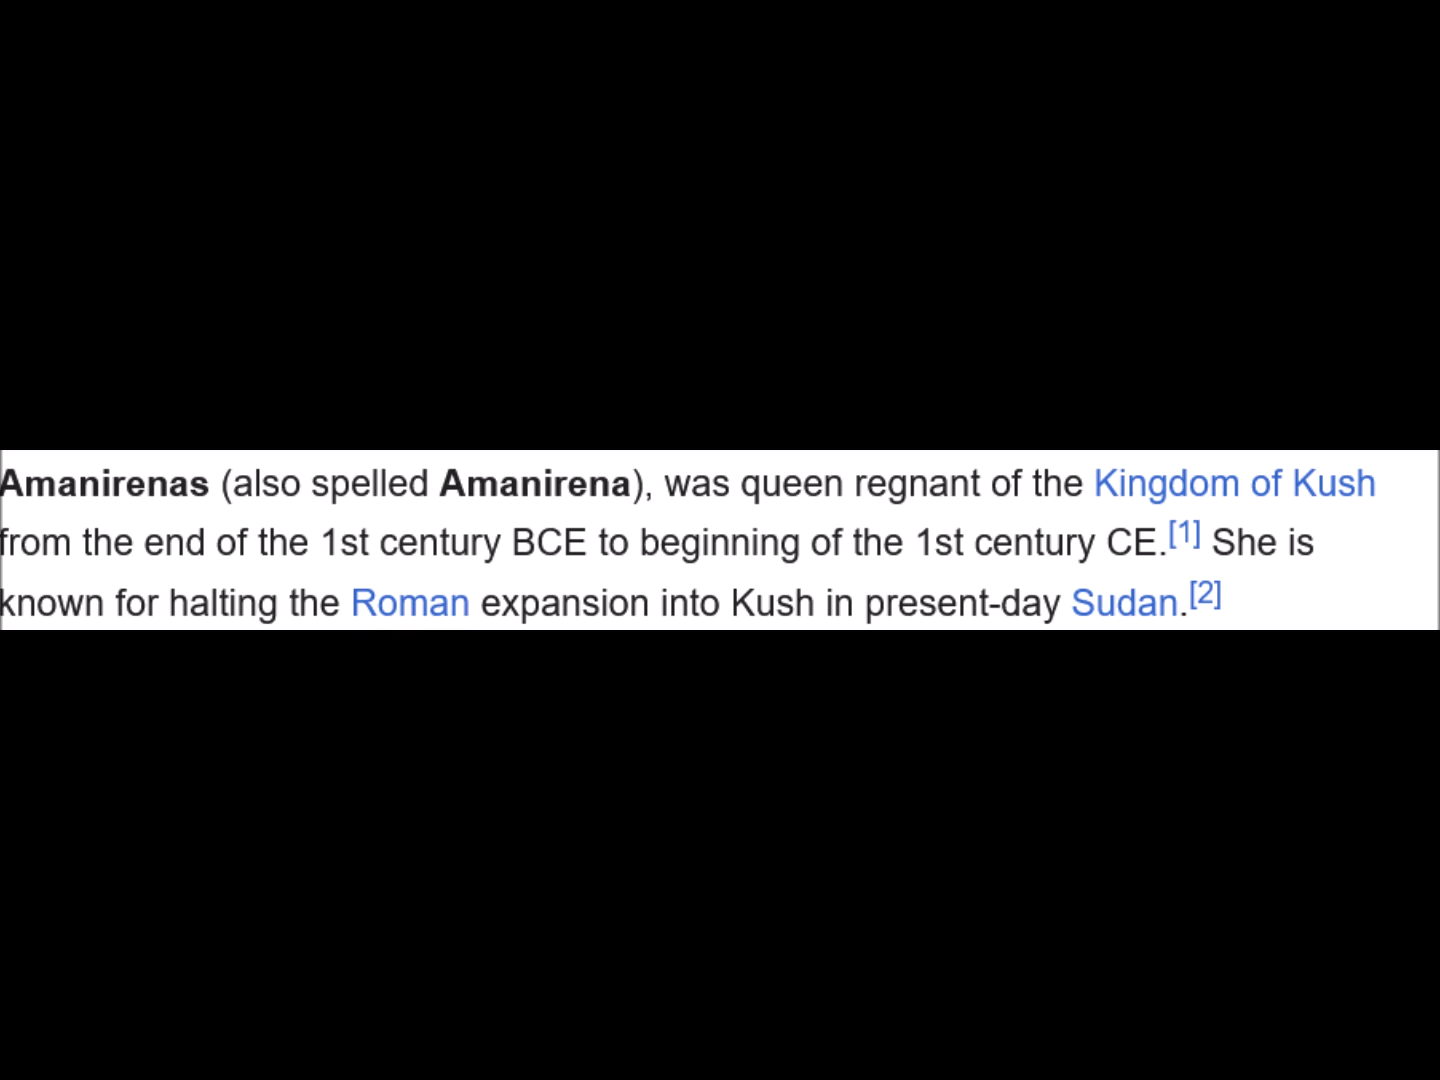 Amanirenas (also spelled Amanirena), was queen regnant of the Kingdom of Kush
from the end of the 1st century BCE to beginning of the 1st century CE.[1] She is
known for halting the Roman expansion into Kush in present-day Sudan.[2]